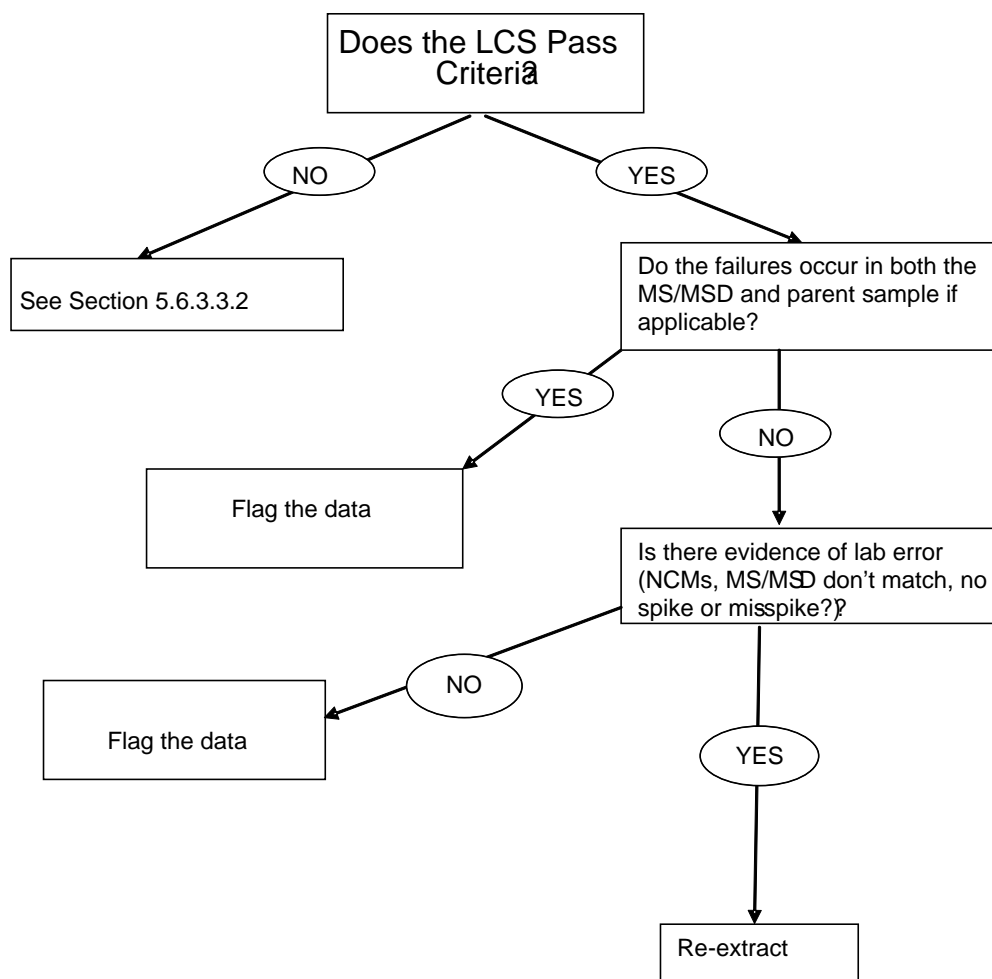 Does the LCS Pass
Criteria?
NO
YES
See Section 5.6.3.3.2
Do the failures occur in both the
MS/MSD and parent sample if
applicable?
YES
NO
Flag the data
Is there evidence of lab error
(NCMs, MS/MSD don't match, no
spike or misspike?)?
NO
Flag the data
YES
Re-extract